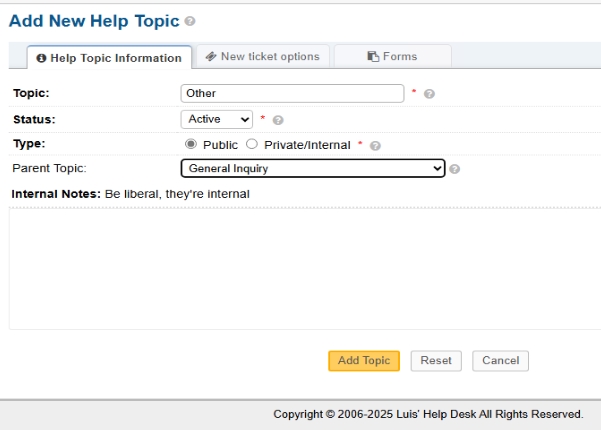 Add New Help Topic
Help Topic Information New ticket options Forms
Topic: Other *
Status: Active *
Type: Public Private/Internal *
Parent Topic: General Inquiry
Internal Notes: Be liberal, they're internal
Add Topic Reset Cancel
Copyright © 2006-2025 Luis' Help Desk All Rights Reserved.